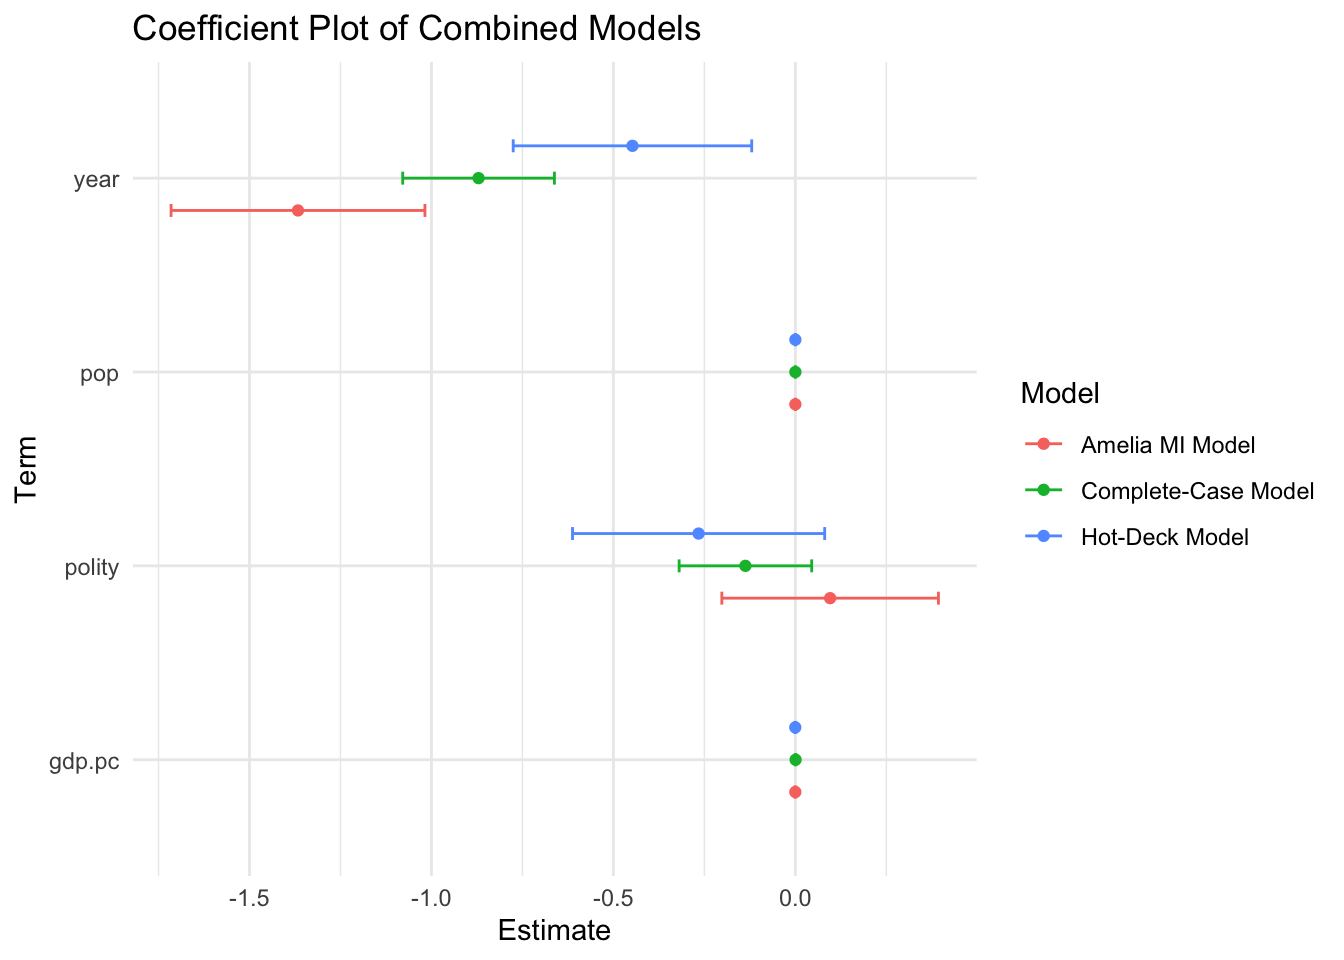 Coefficient Plot of Combined Models
year
pop
polity
gdp.pc
Term
-1.5
-1.0
-0.5
0.0
Estimate
Model
Amelia MI Model
Complete-Case Model
Hot-Deck Model